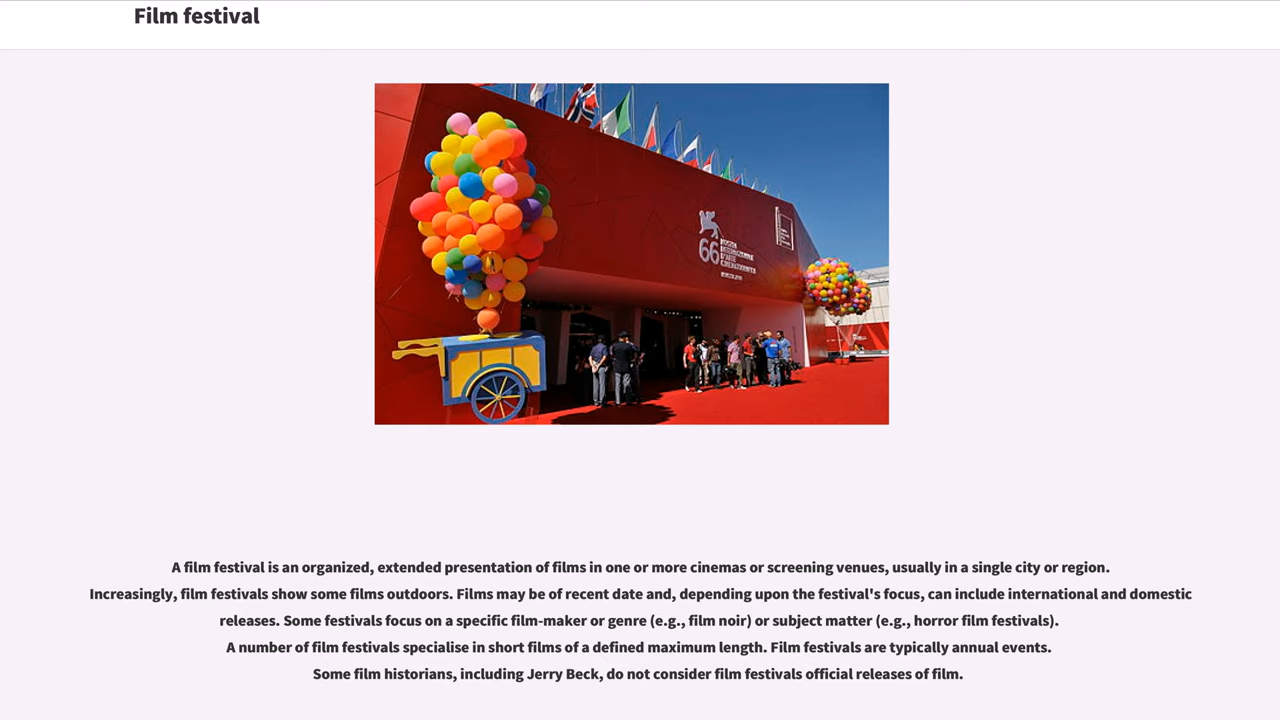 Film festival
66
A film festival is an organized, extended presentation of films in one or more cinemas or screening venues, usually in a single city or region.
Increasingly, film festivals show some films outdoors. Films may be of recent date and, depending upon the festival's focus, can include international and domestic
releases. Some festivals focus on a specific film-maker or genre (e.g., film noir) or subject matter (e.g., horror film festivals).
A number of film festivals specialise in short films of a defined maximum length. Film festivals are typically annual events.
Some film historians, including Jerry Beck, do not consider film festivals official releases of film.